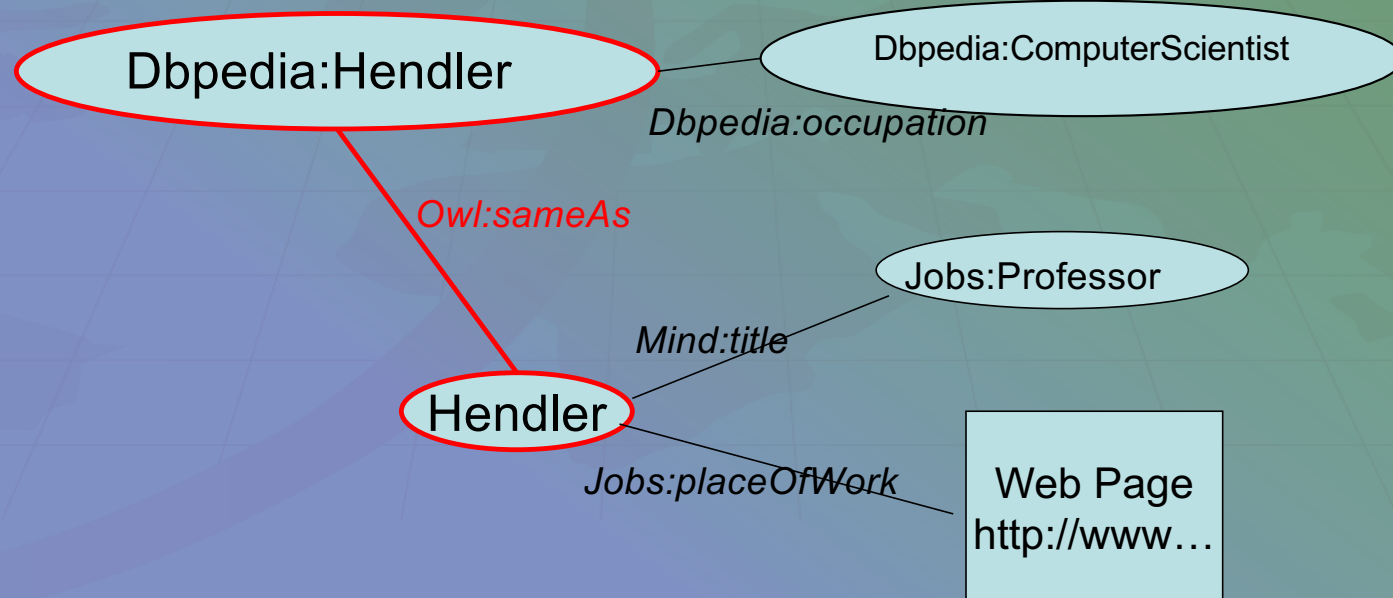 Dbpedia:Hendler
Dbpedia:ComputerScientist
Dbpedia:occupation
Owl:sameAs
Jobs:Professor
Mind:title
Hendler
Jobs:placeOfWork
Web Page
http://www…